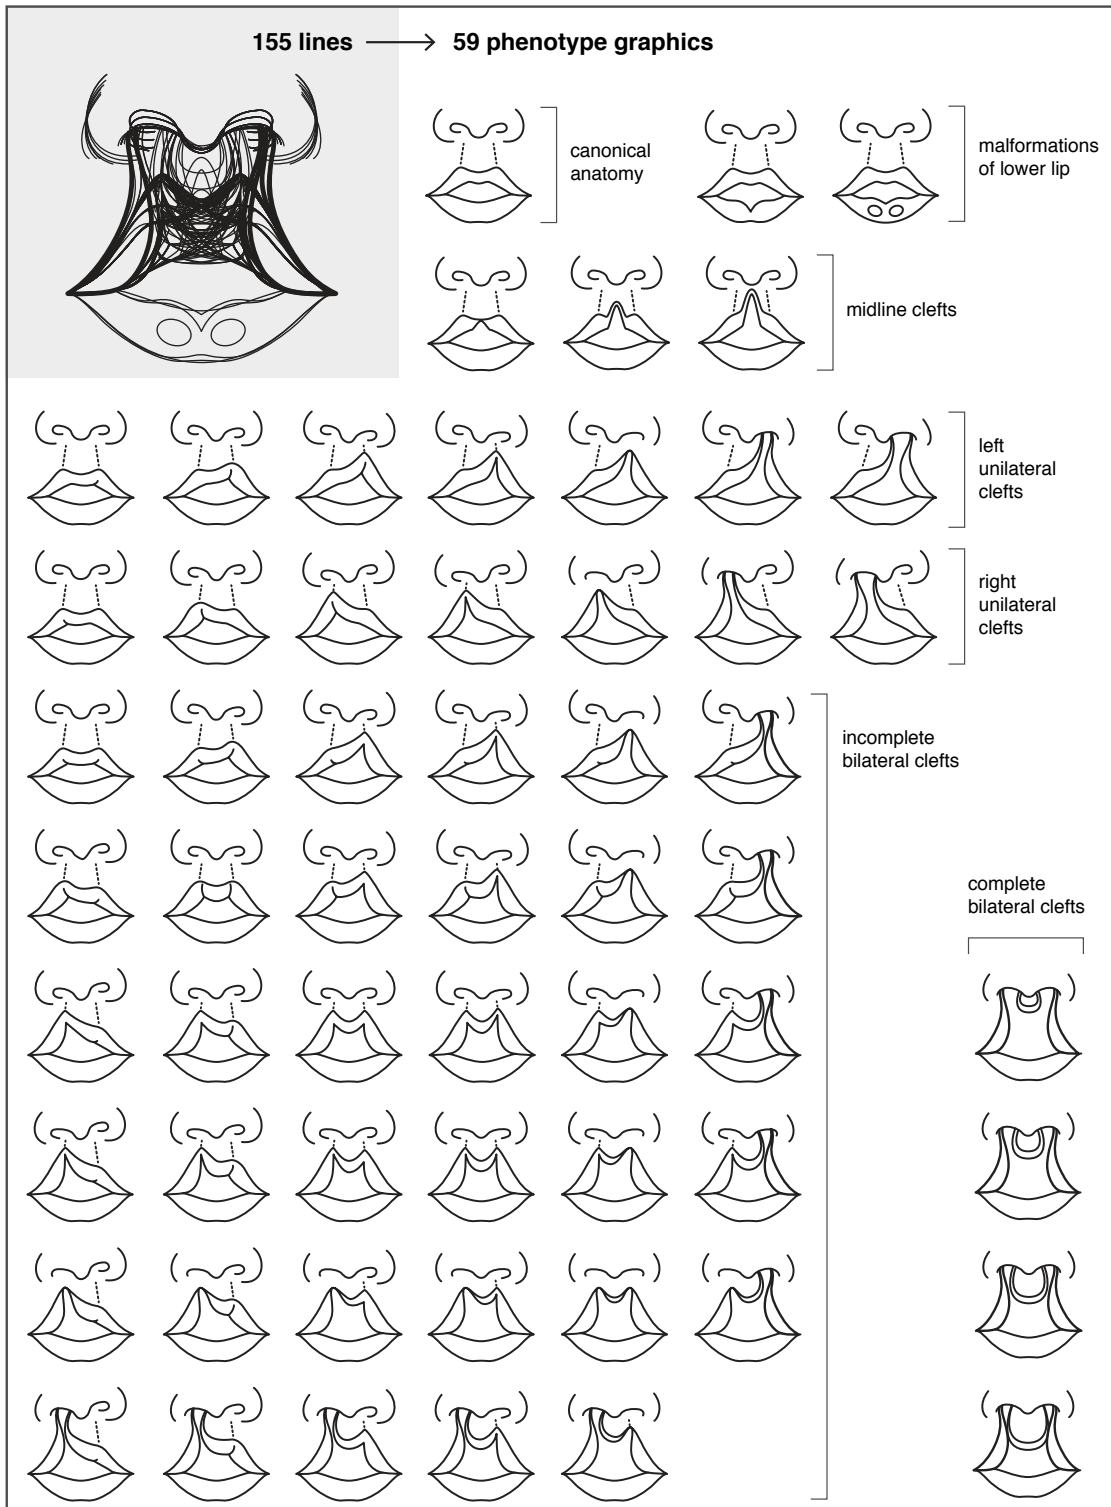 155 lines → 59 phenotype graphics
canonical
anatomy
malformations
of lower lip
midline clefts
left
unilateral
clefts
right
unilateral
clefts
incomplete
bilateral clefts
complete
bilateral clefts